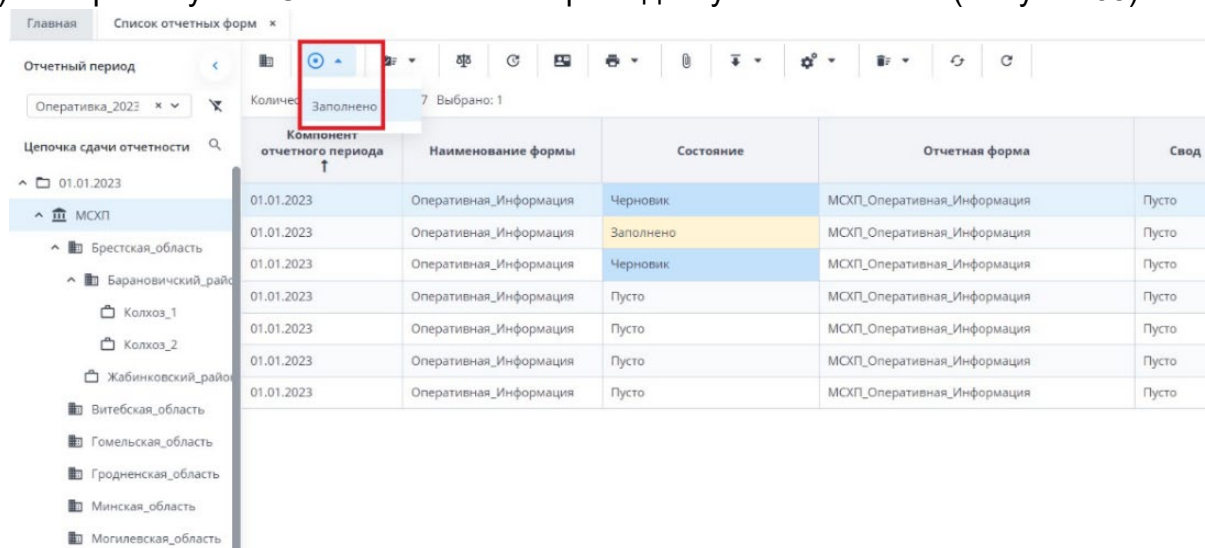 Главная Список отчетных форм ×
Отчетный период
Оперативка_2023 ×
Заполнено
7 Выбрано: 1
Цепочка сдачи отчетности
Компонент отчетного периода ↑ Наименование формы Состояние Отчетная форма Свод
01.01.2023
МСХП
Брестская_область
Барановичский_райо
Колхоз_1
Колхоз_2
Жабинковский_райо
Витебская_область
Гомельская_область
Гродненская_область
Минская_область
Могилевская_область
01.01.2023 Оперативная_Информация Черновик МСХП_Оперативная_Информация Пусто
01.01.2023 Оперативная_Информация Заполнено МСХП_Оперативная_Информация Пусто
01.01.2023 Оперативная_Информация Черновик МСХП_Оперативная_Информация Пусто
01.01.2023 Оперативная_Информация Пусто МСХП_Оперативная_Информация Пусто
01.01.2023 Оперативная_Информация Пусто МСХП_Оперативная_Информация Пусто
01.01.2023 Оперативная_Информация Пусто МСХП_Оперативная_Информация Пусто
01.01.2023 Оперативная_Информация Пусто МСХП_Оперативная_Информация Пусто